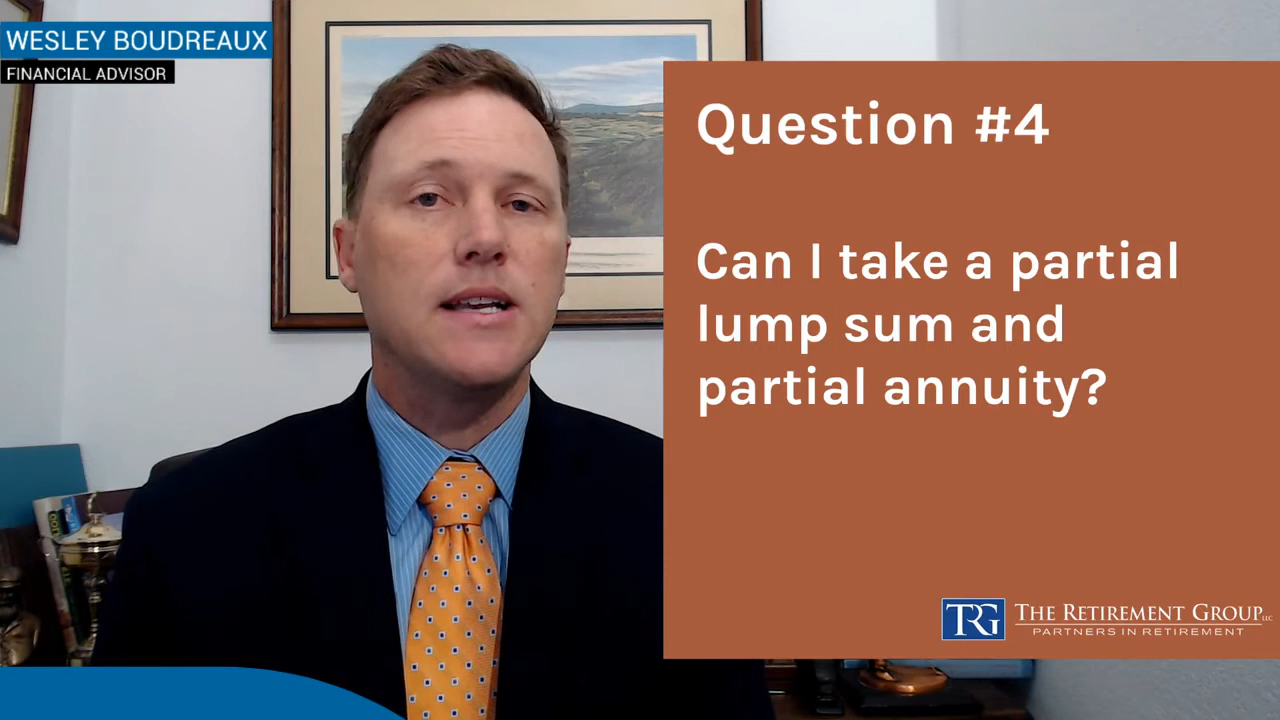 WESLEY BOUDREAUX
FINANCIAL ADVISOR
Question #4
Can I take a partial
lump sum and
partial annuity?
TRG
THE RETIREMENT GROUP LLC
PARTNERS IN RETIREMENT